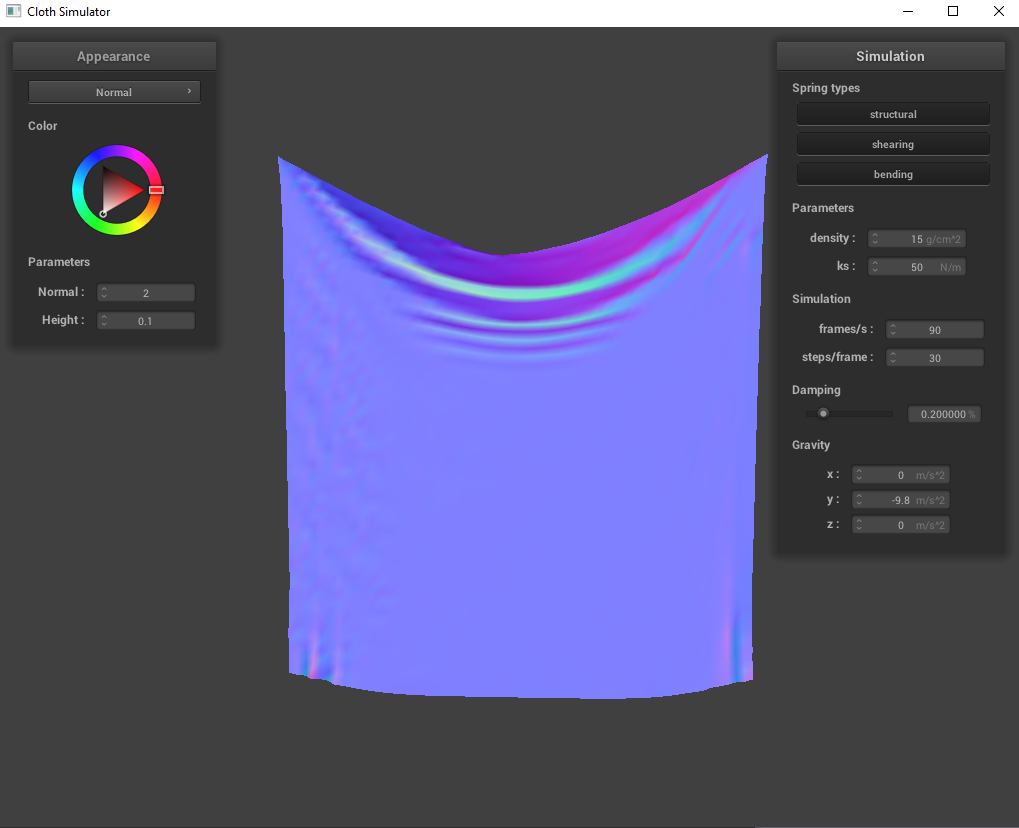 Cloth Simulator
Appearance
Normal
Color
Parameters
Normal : 2
Height : 0.1
Simulation
Spring types
structural
shearing
bending
Parameters
density : 15 g/cm^2
ks : 50 N/m
Simulation
frames/s : 90
steps/frame : 30
Damping
0.200000 %
Gravity
x : 0 m/s^2
y : -9.8 m/s^2
z : 0 m/s^2